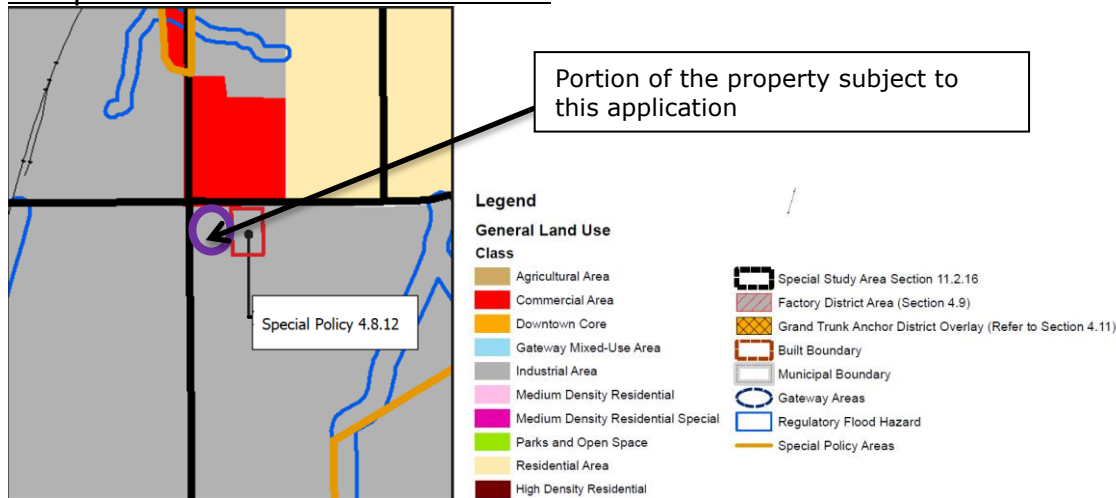 Portion of the property subject to
this application
Special Policy 4.8.12
Legend
General Land Use
Class
Agricultural Area
Commercial Area
Downtown Core
Gateway Mixed-Use Area
Industrial Area
Medium Density Residential
Medium Density Residential Special
Parks and Open Space
Residential Area
High Density Residential
Special Study Area Section 11.2.16
Factory District Area (Section 4.9)
Grand Trunk Anchor District Overlay (Refer to Section 4.11)
Built Boundary
Municipal Boundary
Gateway Areas
Regulatory Flood Hazard
Special Policy Areas